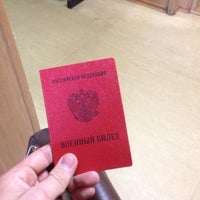 РОССИЙСКАЯ ФЕДЕРАЦИЯ
ВОЕННЫЙ БИЛЕТ